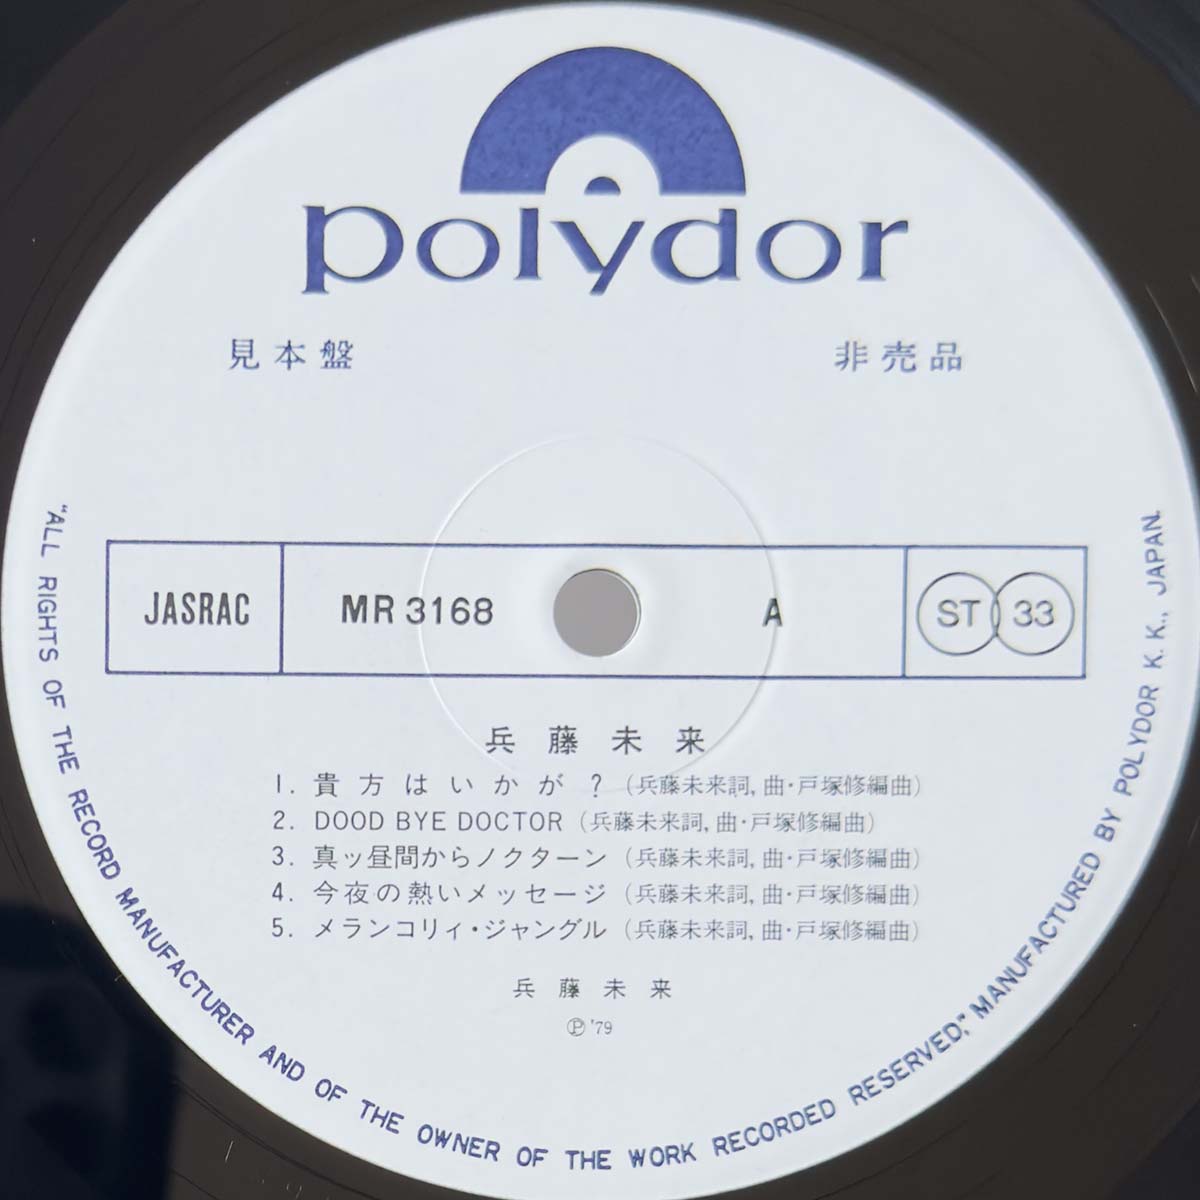 polydor
見本盤 非売品
JASRAC MR 3168 A ST 33
兵藤未来
1. 貴方はいかが? (兵藤未来詞, 曲・戸塚修編曲)
2. DOOD BYE DOCTOR (兵藤未来詞, 曲・戸塚修編曲)
3. 真ッ昼間からノクターン (兵藤未来詞, 曲・戸塚修編曲)
4. 今夜の熱いメッセージ (兵藤未来詞, 曲・戸塚修編曲)
5. メランコリィ・ジャングル (兵藤未来詞, 曲・戸塚修編曲)
兵藤未来
Ⓟ '79
"ALL RIGHTS OF THE RECORD MANUFACTURER AND OF THE OWNER OF THE WORK RECORDED RESERVED," MANUFACTURED BY POLYDOR K.K., JAPAN.